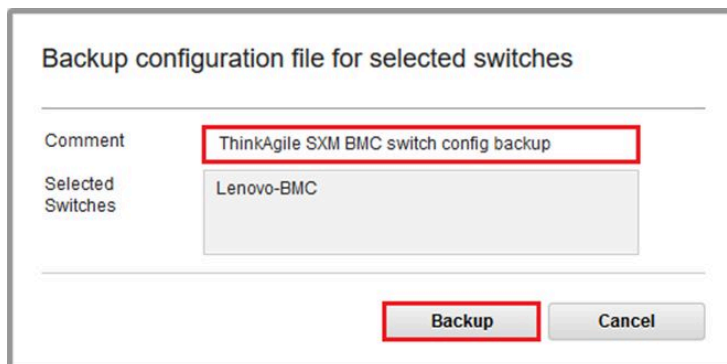 Backup configuration file for selected switches
Comment
ThinkAgile SXM BMC switch config backup
Selected
Switches
Lenovo-BMC
Backup
Cancel